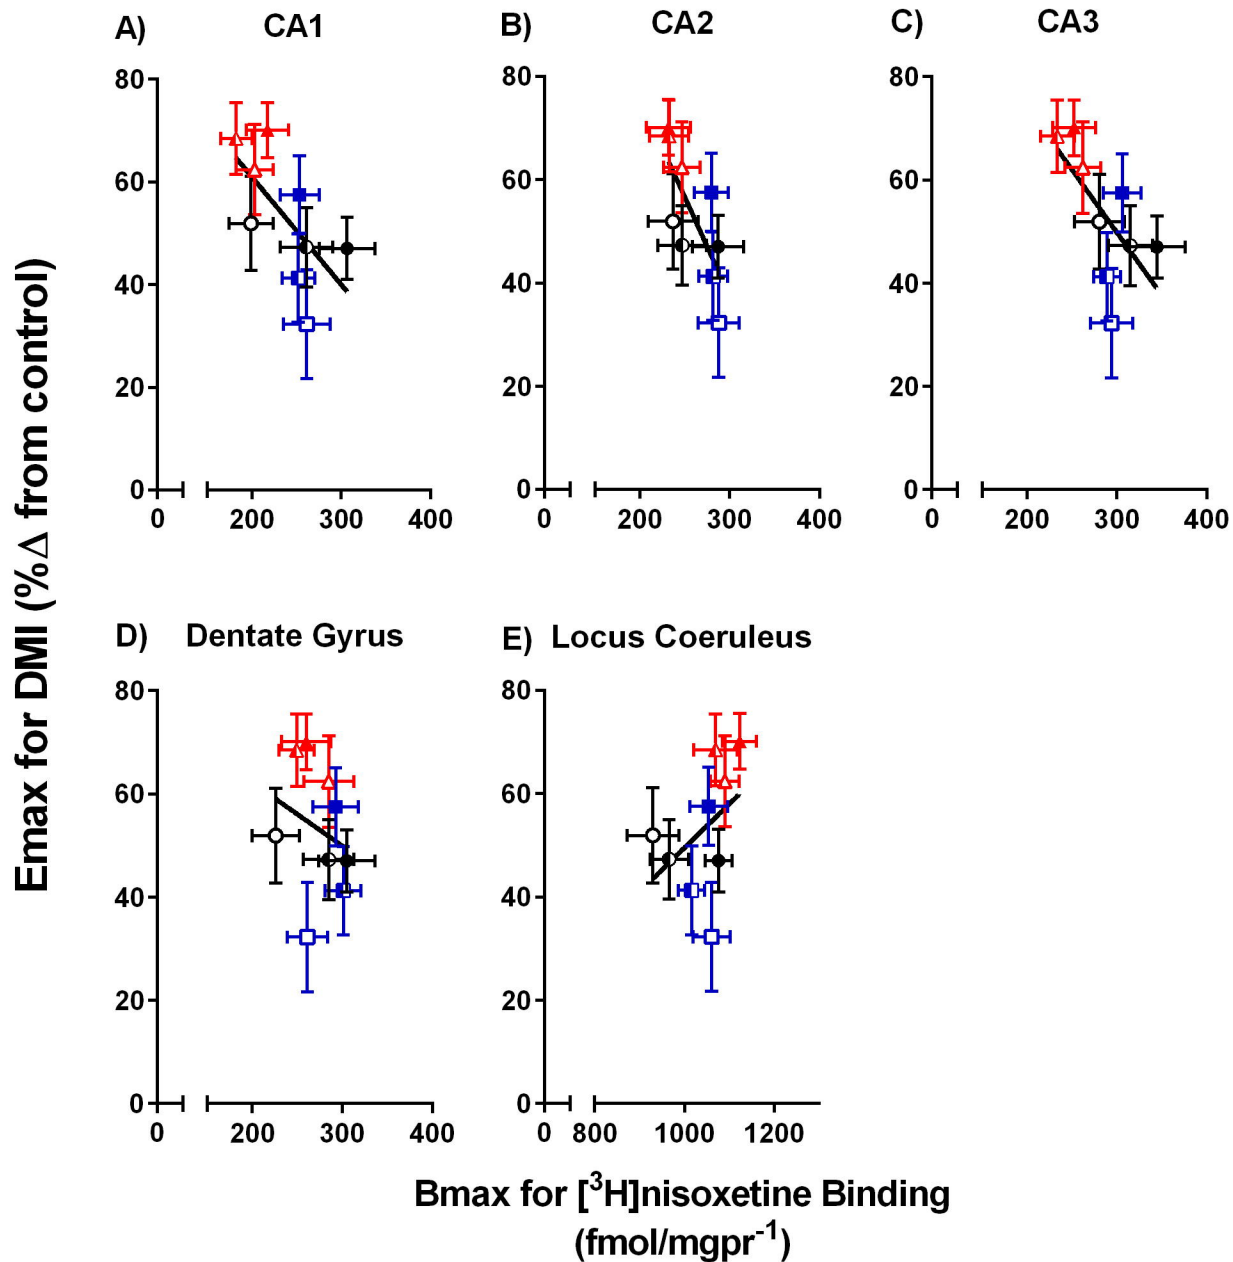 A) CA1
B) CA2
C) CA3
80
60
40
20
0
0 200 300 400
80
60
40
20
0
0 200 300 400
80
60
40
20
0
0 200 300 400
Emax for DMI (%Δ from control)
D) Dentate Gyrus
E) Locus Coeruleus
80
60
40
20
0
0 200 300 400
80
60
40
20
0
0 800 1000 1200
Bmax for [³H]nisoxetine Binding
(fmol/mgpr⁻¹)